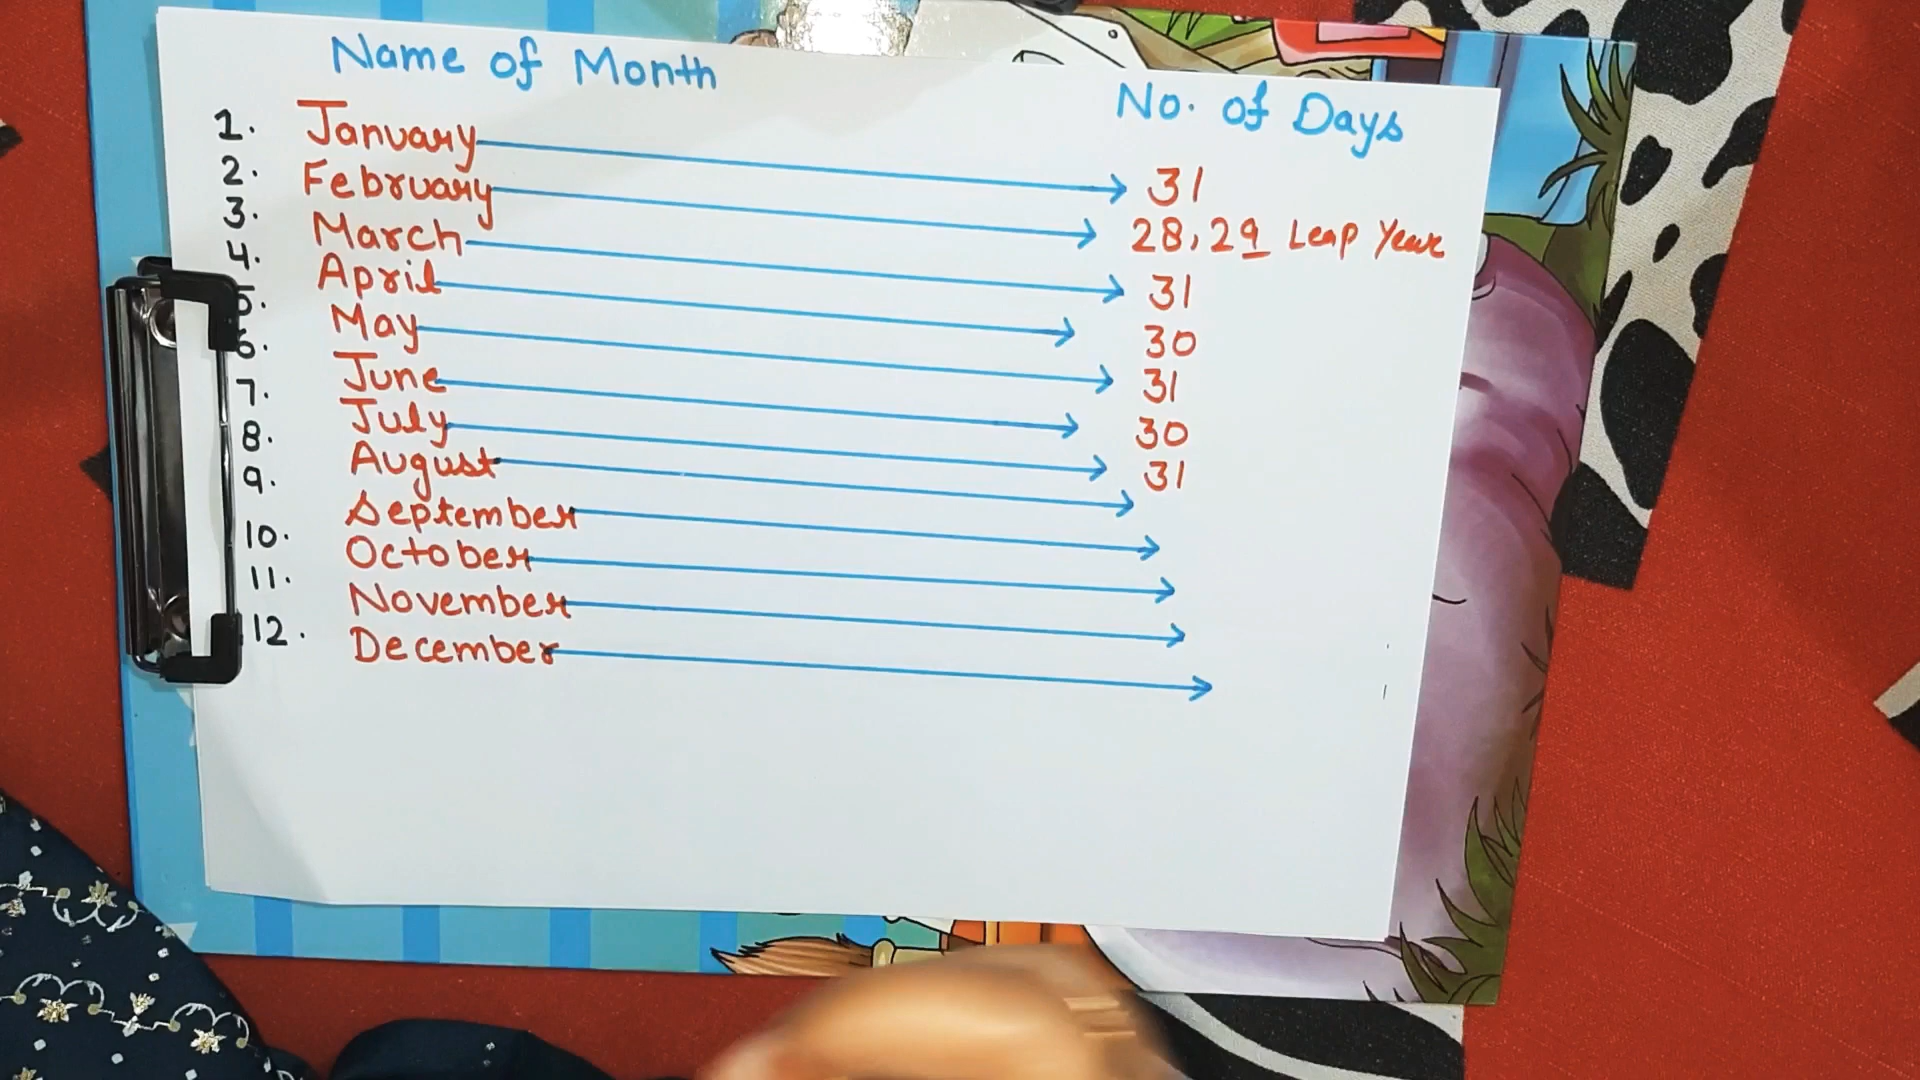 Name of Month No. of Days
1. January 31
2. February 28, 29 Leap Year
3. March 31
4. April 30
5. May 31
6. June 30
7. July 31
8. August
9. September
10. October
11. November
12. December